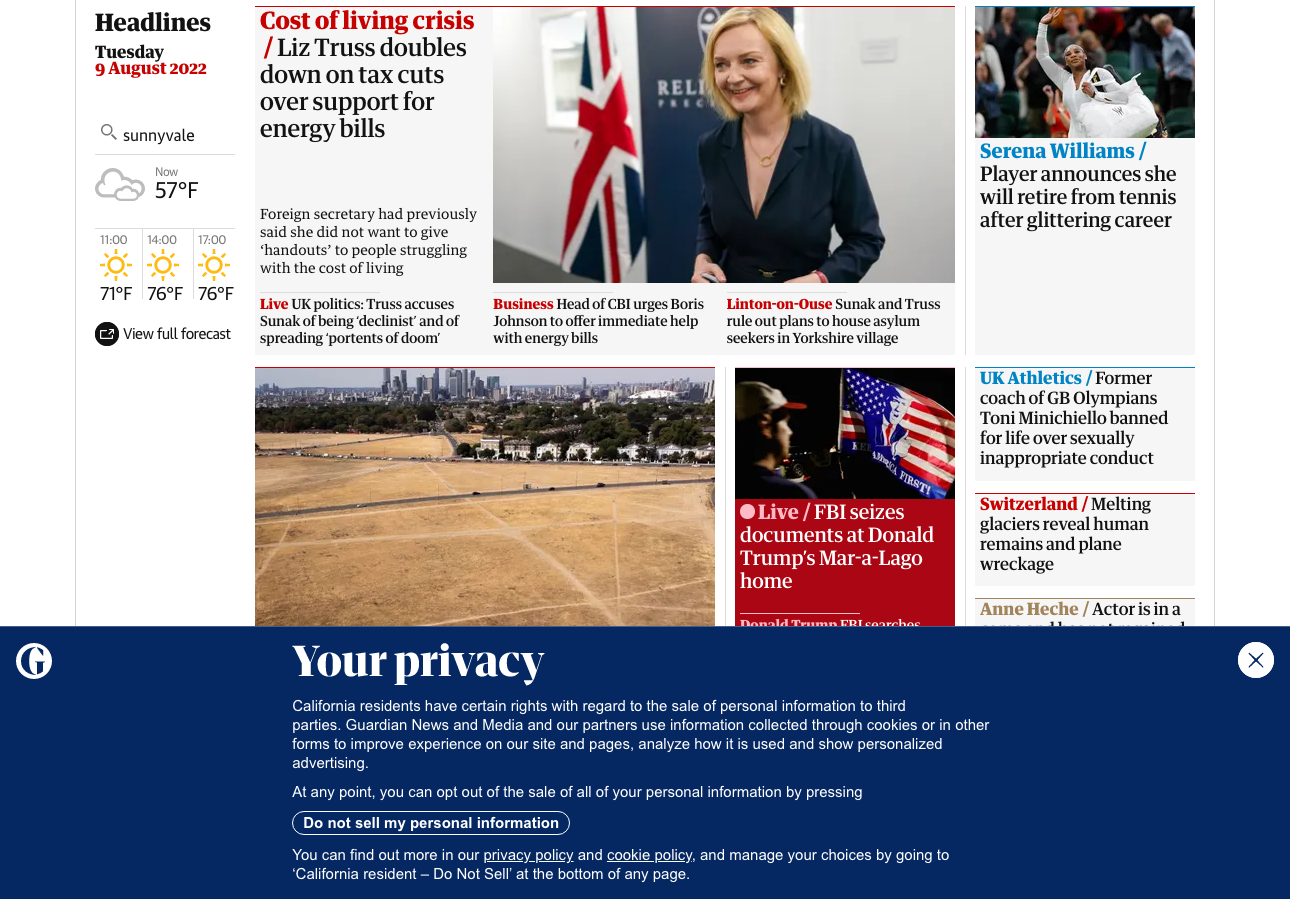 Headlines
Tuesday
9 August 2022
sunnyvale
Now
57°F
11:00
71°F
14:00
76°F
17:00
76°F
View full forecast
Cost of living crisis
/ Liz Truss doubles
down on tax cuts
over support for
energy bills
Foreign secretary had previously
said she did not want to give
‘handouts’ to people struggling
with the cost of living
Live UK politics: Truss accuses
Sunak of being ‘declinist’ and of
spreading ‘portents of doom’
Business Head of CBI urges Boris
Johnson to offer immediate help
with energy bills
Linton-on-Ouse Sunak and Truss
rule out plans to house asylum
seekers in Yorkshire village
Serena Williams /
Player announces she
will retire from tennis
after glittering career
AMERICA FIRST!
Live / FBI seizes
documents at Donald
Trump’s Mar-a-Lago
home
Donald Trump FBI searches
UK Athletics / Former
coach of GB Olympians
Toni Minichiello banned
for life over sexually
inappropriate conduct
Switzerland / Melting
glaciers reveal human
remains and plane
wreckage
Anne Heche / Actor is in a
Your privacy
California residents have certain rights with regard to the sale of personal information to third
parties. Guardian News and Media and our partners use information collected through cookies or in other
forms to improve experience on our site and pages, analyze how it is used and show personalized
advertising.
At any point, you can opt out of the sale of all of your personal information by pressing
Do not sell my personal information
You can find out more in our privacy policy and cookie policy, and manage your choices by going to
‘California resident – Do Not Sell’ at the bottom of any page.